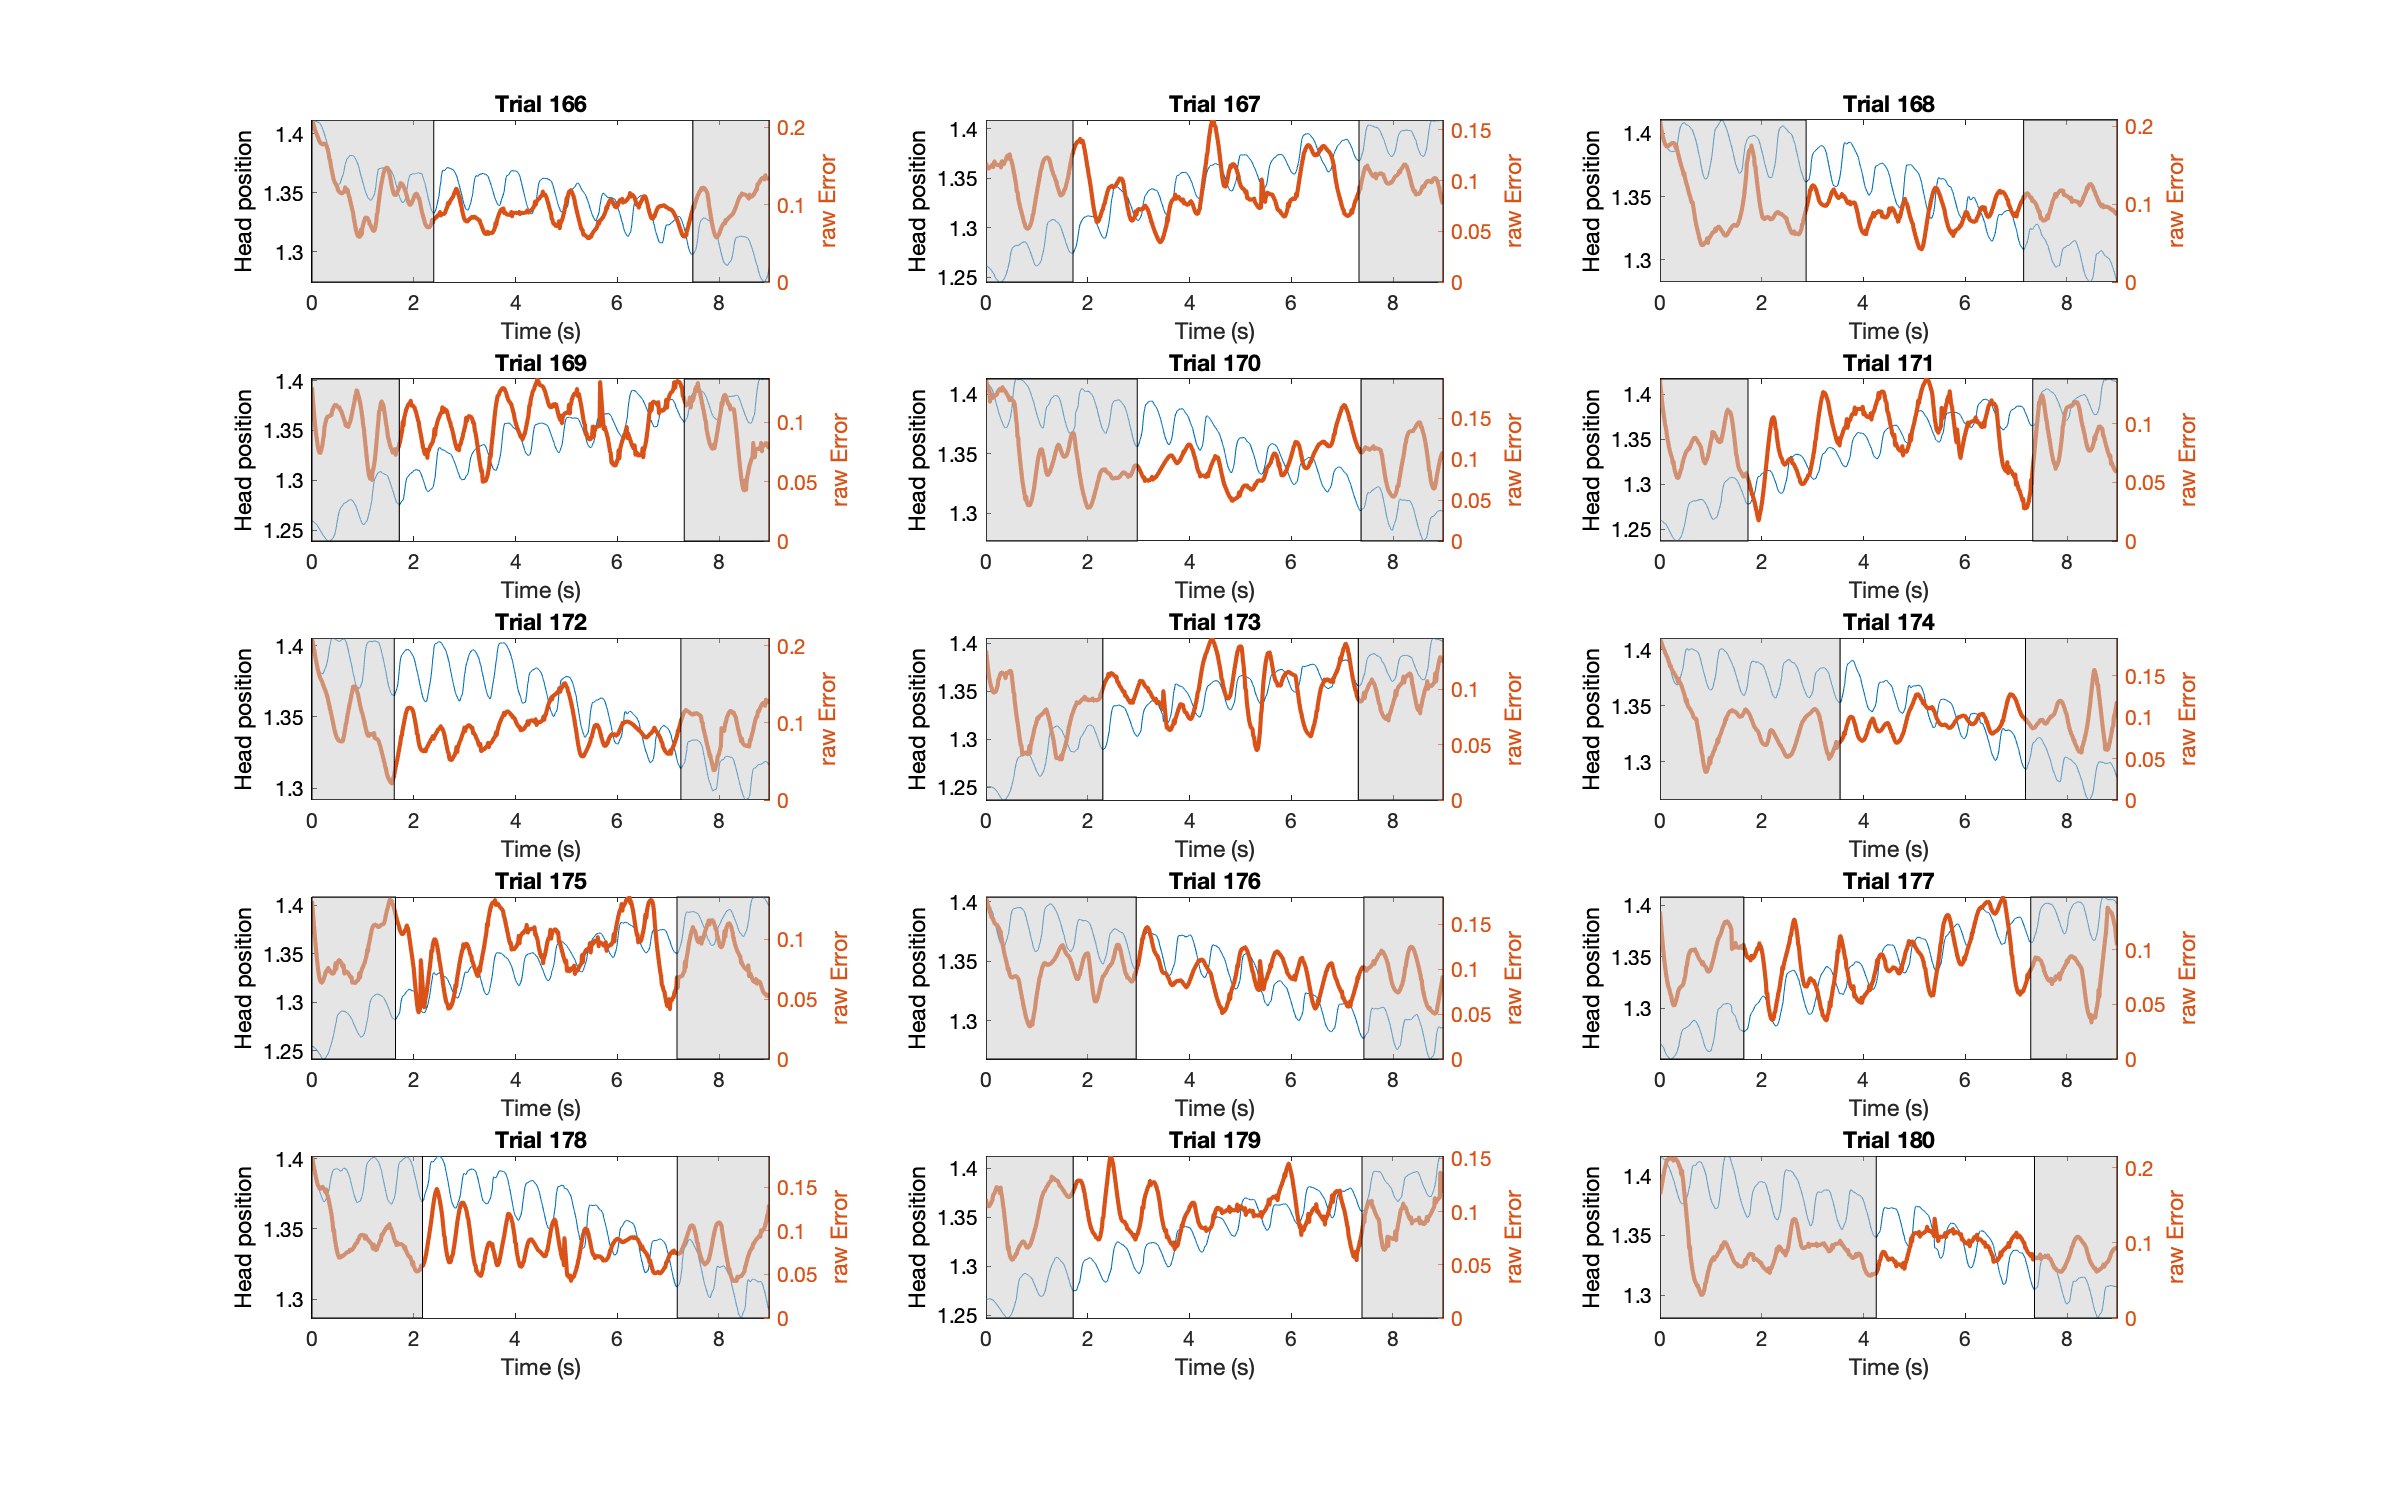 Trial 166 Trial 167 Trial 168
Head position 1.4 1.35 1.3 0.2 0.1 0 raw Error Head position 1.4 1.35 1.3 1.25 0.15 0.1 0.05 0 raw Error Head position 1.4 1.35 1.3 0.2 0.1 0 raw Error
0 2 4 6 8 0 2 4 6 8 0 2 4 6 8
Time (s) Time (s) Time (s)
Trial 169 Trial 170 Trial 171
Head position 1.4 1.35 1.3 1.25 0.1 0.05 0 raw Error Head position 1.4 1.35 1.3 0.15 0.1 0.05 0 raw Error Head position 1.4 1.35 1.3 1.25 0.1 0.05 0 raw Error
0 2 4 6 8 0 2 4 6 8 0 2 4 6 8
Time (s) Time (s) Time (s)
Trial 172 Trial 173 Trial 174
Head position 1.4 1.35 1.3 0.2 0.1 0 raw Error Head position 1.4 1.35 1.3 1.25 0.1 0.05 0 raw Error Head position 1.4 1.35 1.3 0.15 0.1 0.05 0 raw Error
0 2 4 6 8 0 2 4 6 8 0 2 4 6 8
Time (s) Time (s) Time (s)
Trial 175 Trial 176 Trial 177
Head position 1.4 1.35 1.3 1.25 0.1 0.05 0 raw Error Head position 1.4 1.35 1.3 0.15 0.1 0.05 0 raw Error Head position 1.4 1.35 1.3 0.1 0.05 0 raw Error
0 2 4 6 8 0 2 4 6 8 0 2 4 6 8
Time (s) Time (s) Time (s)
Trial 178 Trial 179 Trial 180
Head position 1.4 1.35 1.3 0.15 0.1 0.05 0 raw Error Head position 1.4 1.35 1.3 1.25 0.15 0.1 0.05 0 raw Error Head position 1.4 1.35 1.3 0.2 0.1 0 raw Error
0 2 4 6 8 0 2 4 6 8 0 2 4 6 8
Time (s) Time (s) Time (s)